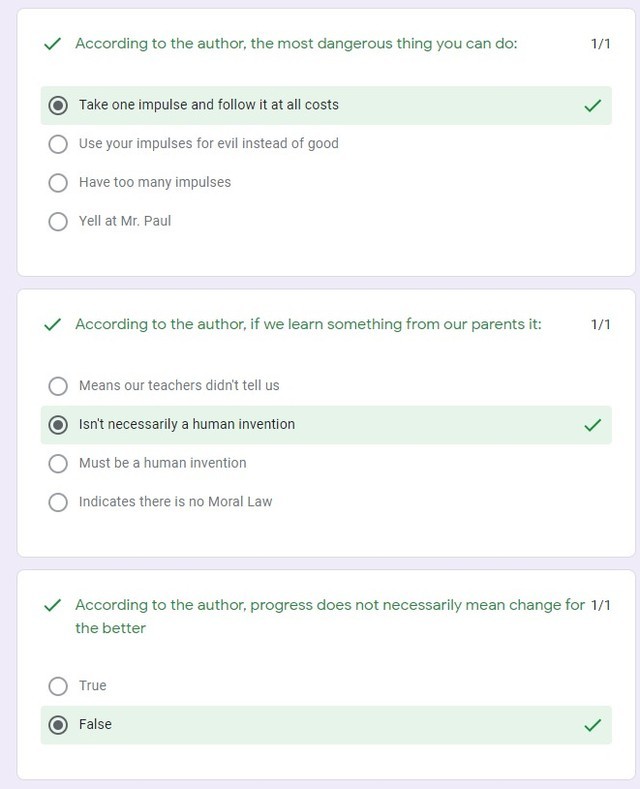 According to the author, the most dangerous thing you can do: 1/1
Take one impulse and follow it at all costs
Use your impulses for evil instead of good
Have too many impulses
Yell at Mr. Paul
According to the author, if we learn something from our parents it: 1/1
Means our teachers didn't tell us
Isn't necessarily a human invention
Must be a human invention
Indicates there is no Moral Law
According to the author, progress does not necessarily mean change for 1/1
the better
True
False